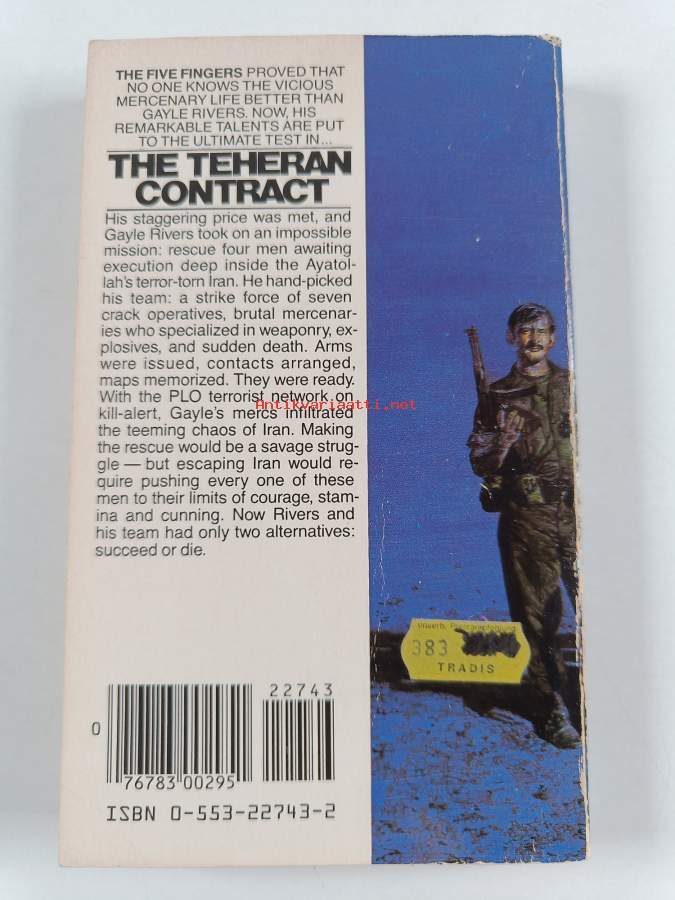 THE FIVE FINGERS PROVED THAT
NO ONE KNOWS THE VICIOUS
MERCENARY LIFE BETTER THAN
GAYLE RIVERS. NOW, HIS
REMARKABLE TALENTS ARE PUT
TO THE ULTIMATE TEST IN...
THE TEHERAN
CONTRACT
His staggering price was met, and
Gayle Rivers took on an impossible
mission: rescue four men awaiting
execution deep inside the Ayatol-
lah's terror-torn Iran. He hand-picked
his team: a strike force of seven
crack operatives, brutal mercenar-
ies who specialized in weaponry, ex-
plosives, and sudden death. Arms
were issued, contacts arranged,
maps memorized. They were ready.
With the PLO terrorist network on
kill-alert, Gayle's mercs infiltrated
the teeming chaos of Iran. Making
the rescue would be a savage strug-
gle — but escaping Iran would re-
quire pushing every one of these
men to their limits of courage, stam-
ina and cunning. Now Rivers and
his team had only two alternatives:
succeed or die.
Antikvariaatti.net
Unverb. Preisempfehlung
383
TRADIS
22743
0
76783 00295
ISBN 0-553-22743-2